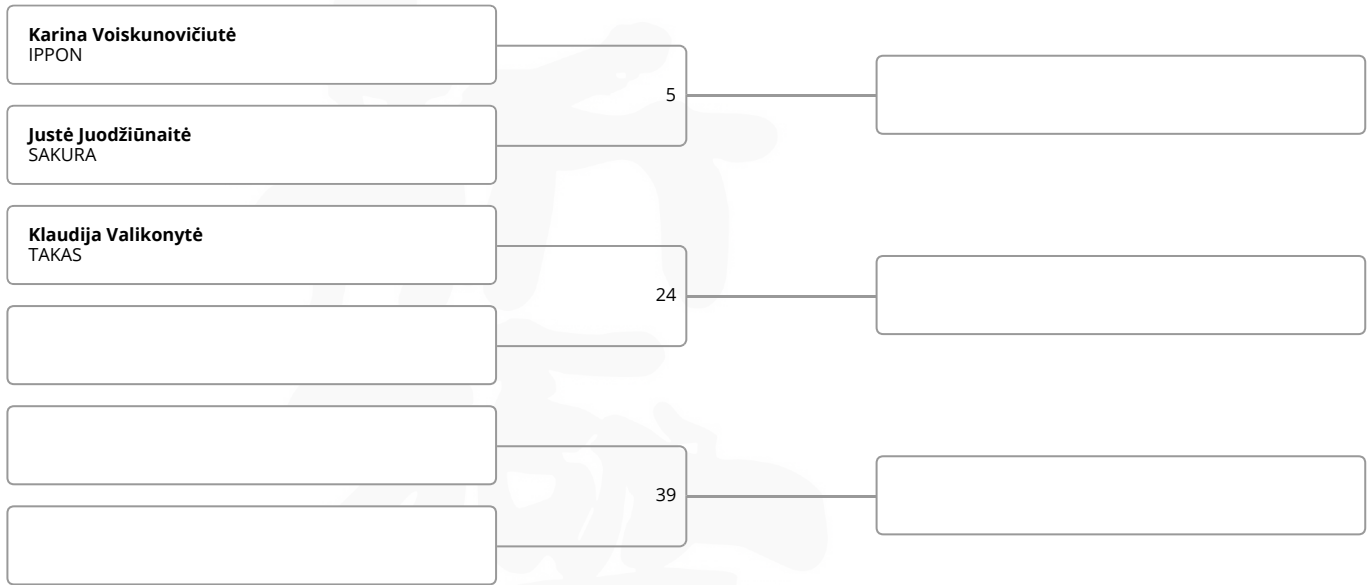 Karina Voiskunovičiutė
IPPON
5
Justė Juodžiūnaitė
SAKURA
Klaudija Valikonytė
TAKAS
24
39